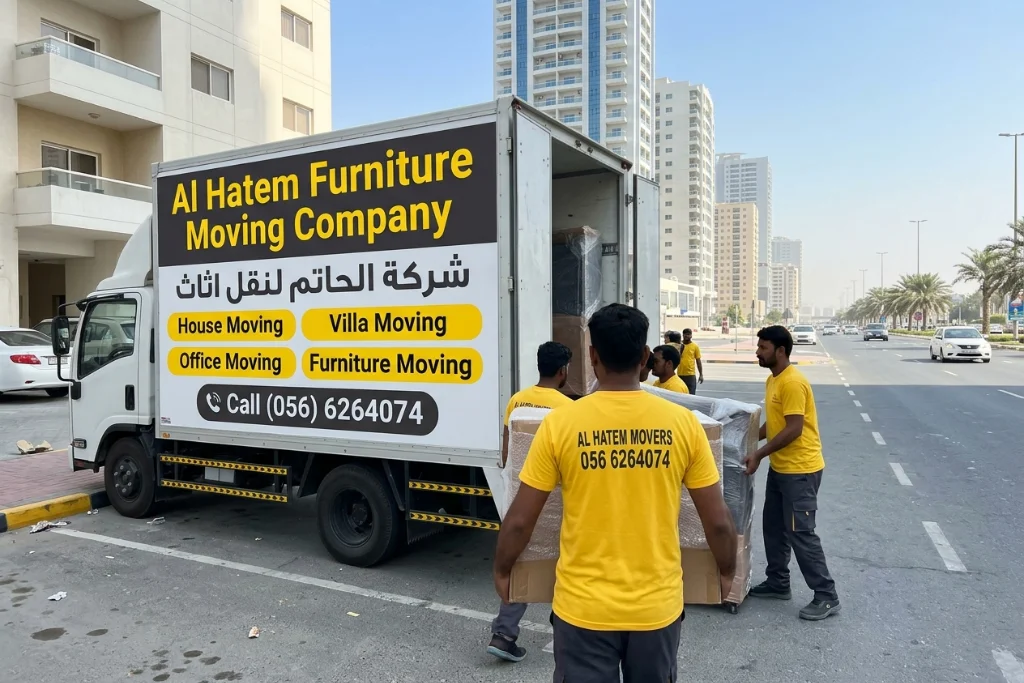 Al Hatem Furniture
Moving Company
شركة الحاتم لنقل اثاث
House Moving
Villa Moving
Office Moving
Furniture Moving
Call (056) 6264074
AL HATEM MOVERS
056 6264074